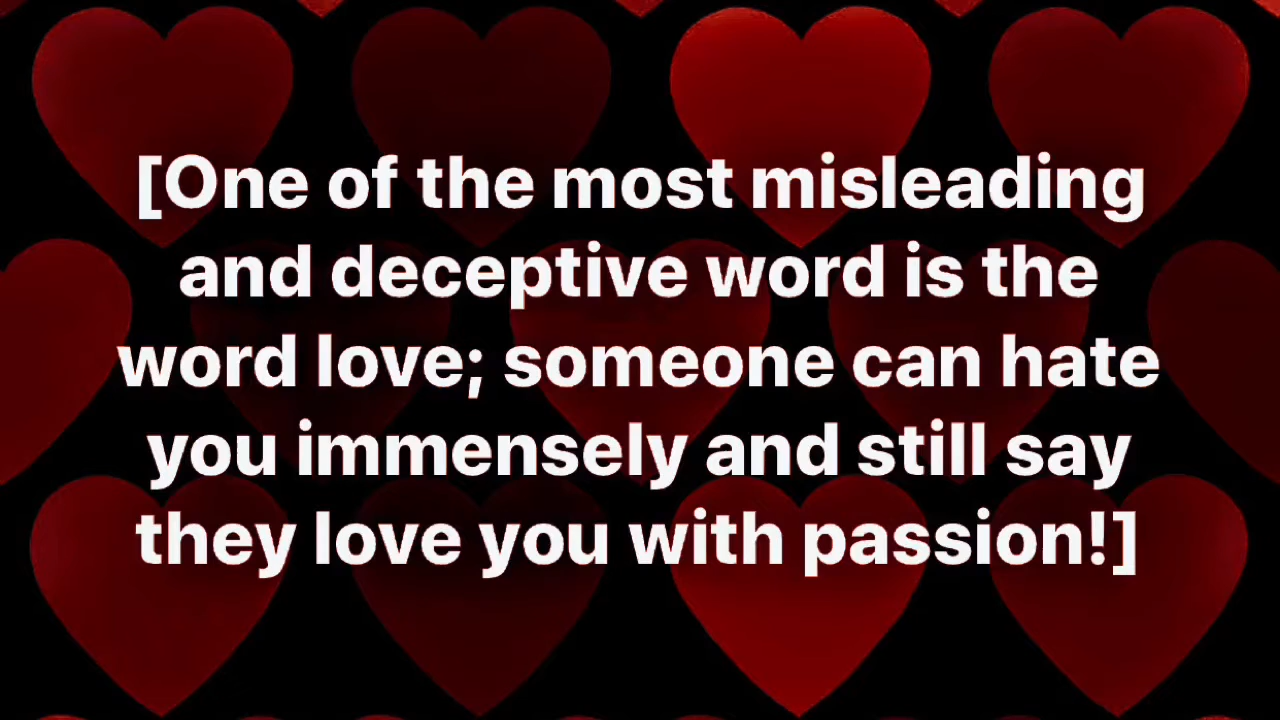 [One of the most misleading
and deceptive word is the
word love; someone can hate
you immensely and still say
they love you with passion!]